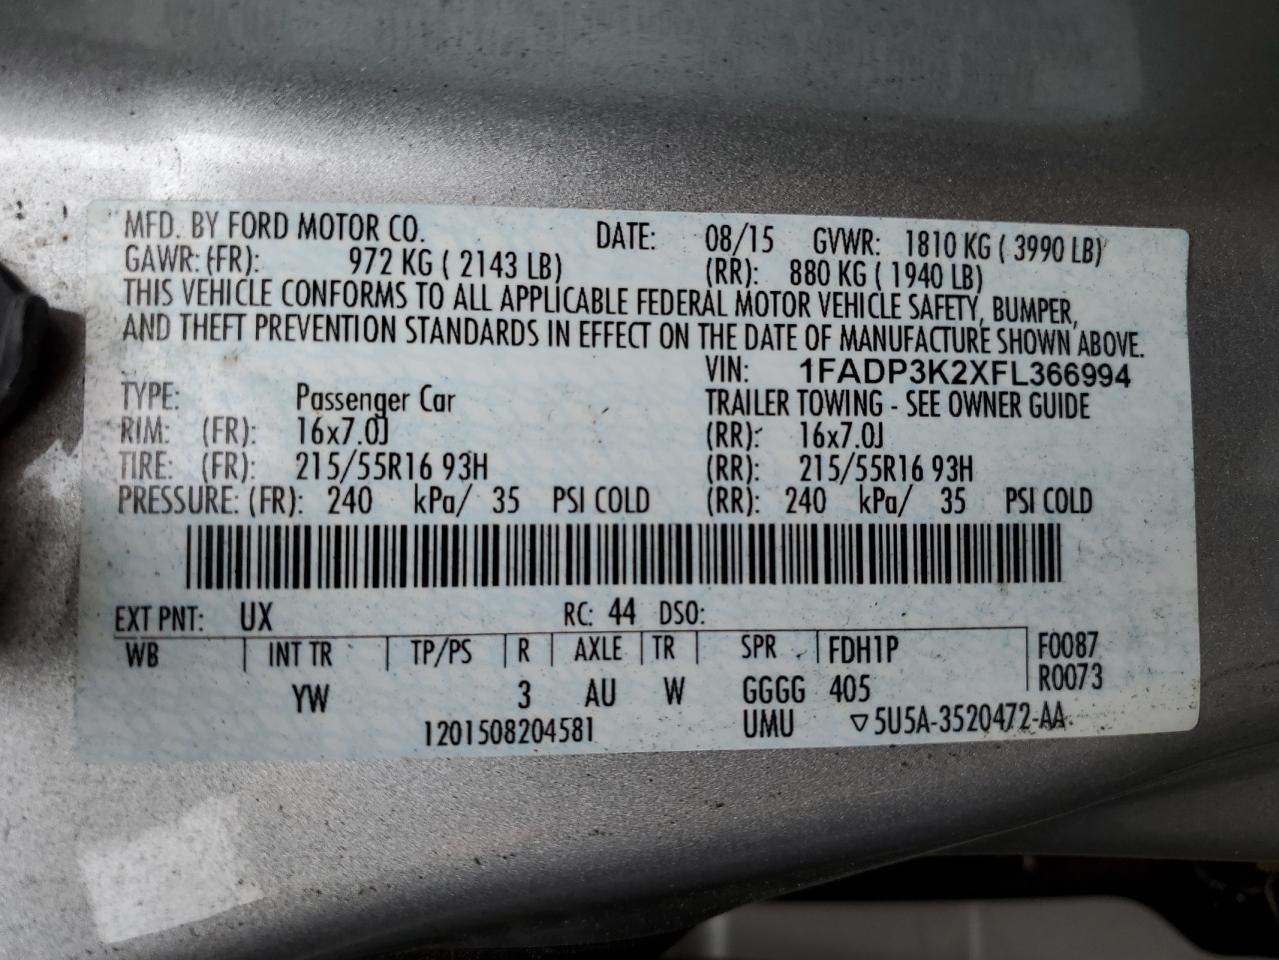 MFD. BY FORD MOTOR CO. DATE: 08/15 GVWR: 1810 KG ( 3990 LB)
GAWR: (FR): 972 KG ( 2143 LB) (RR): 880 KG ( 1940 LB)
THIS VEHICLE CONFORMS TO ALL APPLICABLE FEDERAL MOTOR VEHICLE SAFETY, BUMPER,
AND THEFT PREVENTION STANDARDS IN EFFECT ON THE DATE OF MANUFACTURE SHOWN ABOVE.
VIN: 1FADP3K2XFL366994
TYPE: Passenger Car TRAILER TOWING - SEE OWNER GUIDE
RIM: (FR): 16x7.0J (RR): 16x7.0J
TIRE: (FR): 215/55R16 93H (RR): 215/55R16 93H
PRESSURE: (FR): 240 kPa/ 35 PSI COLD (RR): 240 kPa/ 35 PSI COLD
EXT PNT: UX RC: 44 DSO:
WB INT TR TP/PS R AXLE TR SPR FDH1P F0087
YW 3 AU W GGGG 405 R0073
1201508204581 UMU ▽5U5A-3520472-AA